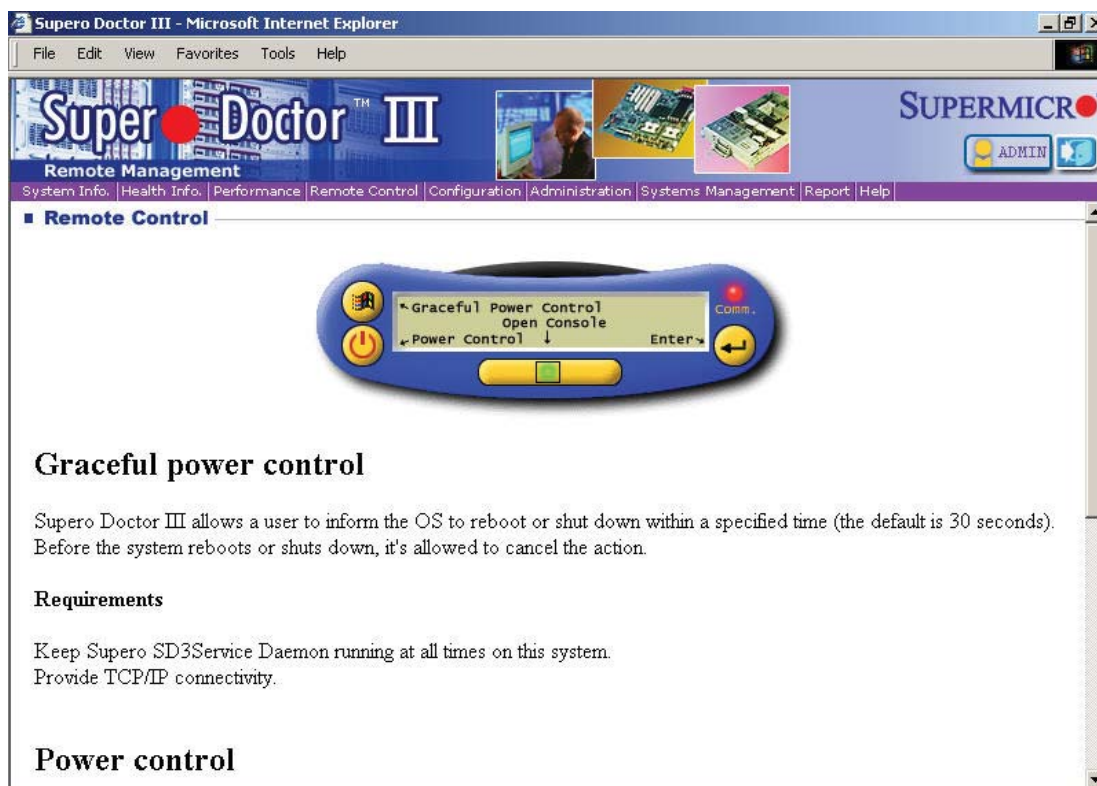 Supero Doctor III - Microsoft Internet Explorer
File Edit View Favorites Tools Help
Super Doctor™ III
SUPERMICR
Remote Management
ADMIN
System Info. Health Info. Performance Remote Control Configuration Administration Systems Management Report Help
Remote Control
Graceful Power Control
Open Console
Power Control ↓ Enter
Comm.
Graceful power control
Supero Doctor III allows a user to inform the OS to reboot or shut down within a specified time (the default is 30 seconds).
Before the system reboots or shuts down, it's allowed to cancel the action.
Requirements
Keep Supero SD3Service Daemon running at all times on this system.
Provide TCP/IP connectivity.
Power control